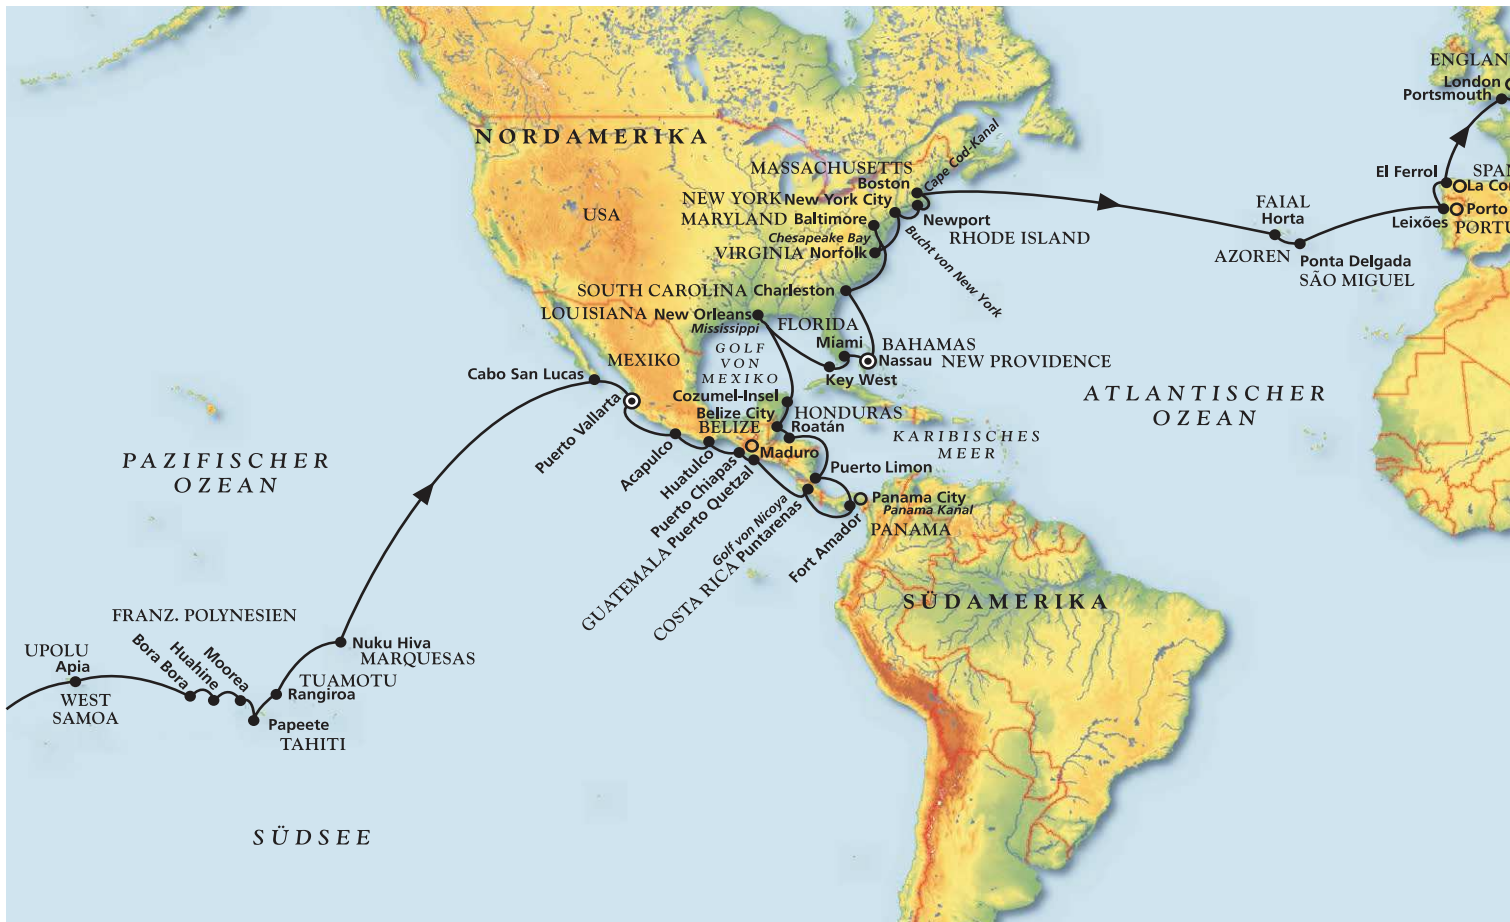 ENGLAN
London
Portsmouth
NORDAMERIKA
Cape Cod-Kanal
MASSACHUSETTS
Boston
El Ferrol
SPAN
La Co
NEW YORK New York City
USA
MARYLAND Baltimore
Newport
RHODE ISLAND
FAIAL
Horta
Leixões
Porto
PORTU
Chesapeake Bay
VIRGINIA Norfolk
Bucht von New York
AZOREN
Ponta Delgada
SÃO MIGUEL
SOUTH CAROLINA Charleston
LOUISIANA New Orleans
Mississippi
FLORIDA
Miami
BAHAMAS
Nassau
NEW PROVIDENCE
GOLF
VON
MEXIKO
MEXIKO
Key West
Cabo San Lucas
Puerto Vallarta
Cozumel-Insel
Belize City
BELIZE
HONDURAS
Roatán
ATLANTISCHER
OZEAN
KARIBISCHES
MEER
PAZIFISCHER
OZEAN
Acapulco
Huatulco
Puerto Chiapas
Maduro
GUATEMALA Puerto Quetzal
Puerto Limon
Golf von Nicoya
COSTA RICA Puntarenas
Fort Amador
Panama City
Panama Kanal
PANAMA
SÜDAMERIKA
FRANZ. POLYNESIEN
Nuku Hiva
MARQUESAS
UPOLU
Apia
WEST
SAMOA
Bora Bora
Huahine
Moorea
TUAMOTU
Rangiroa
Papeete
TAHITI
SÜDSEE